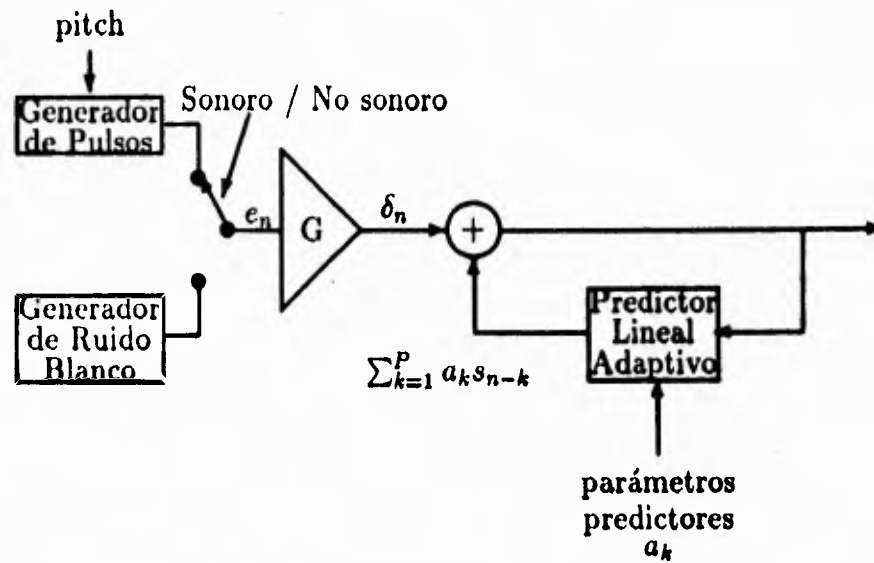 pitch
Sonoro / No sonoro
Generador
de Pulsos
e_n
G
δ_n
+
Generador
de Ruido
Blanco
Predictor
Lineal
Adaptivo
∑_{k=1}^{P} a_k s_{n-k}
parámetros
predictores
a_k